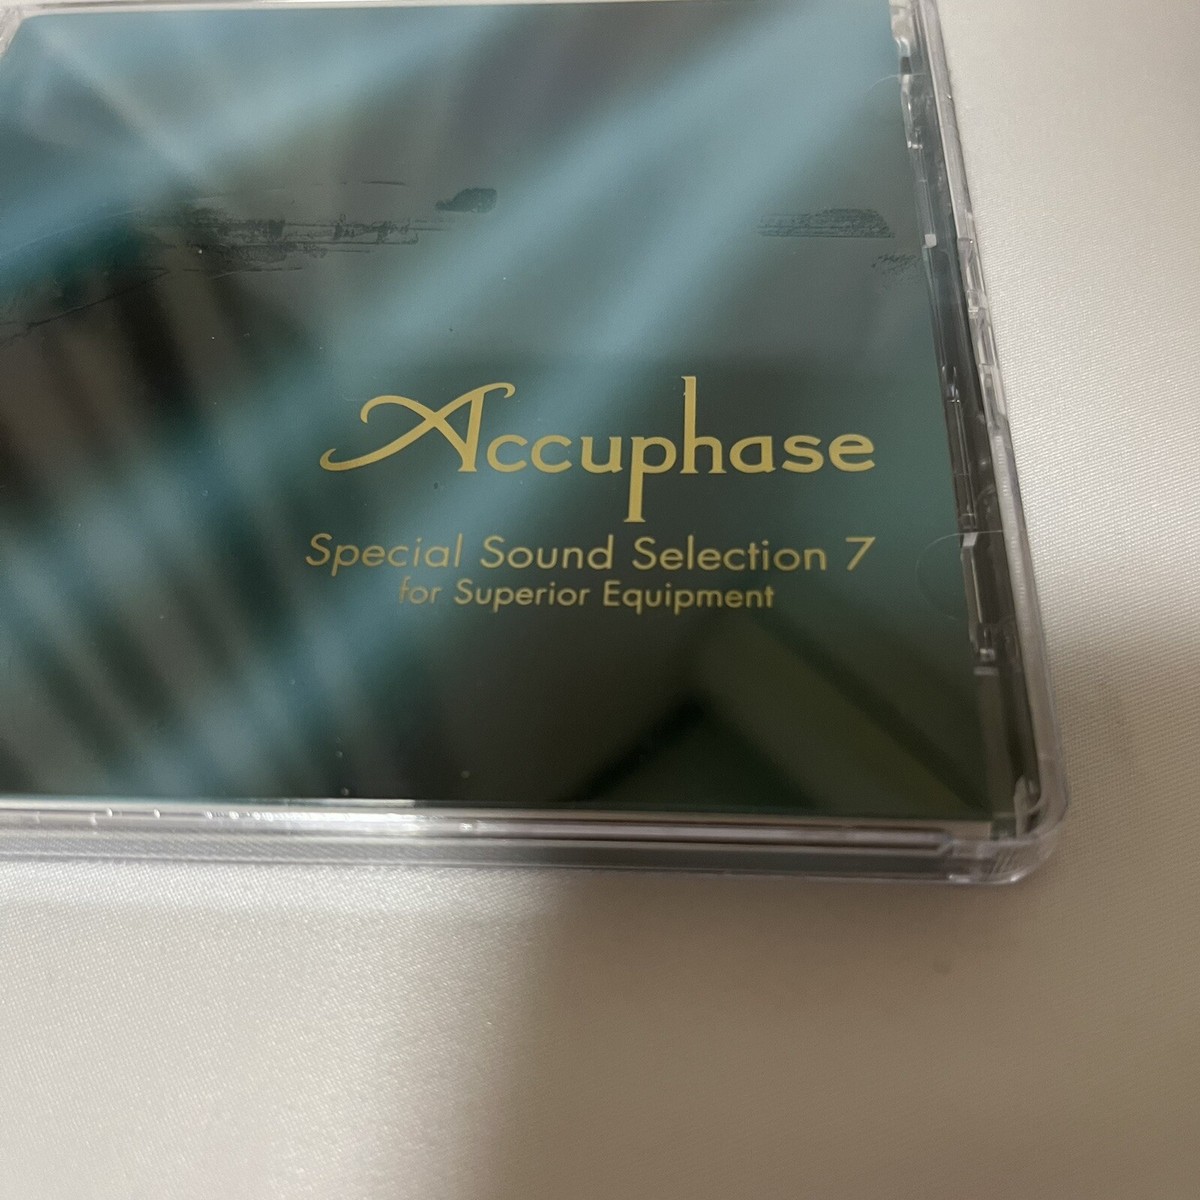 Accuphase
Special Sound Selection 7
for Superior Equipment